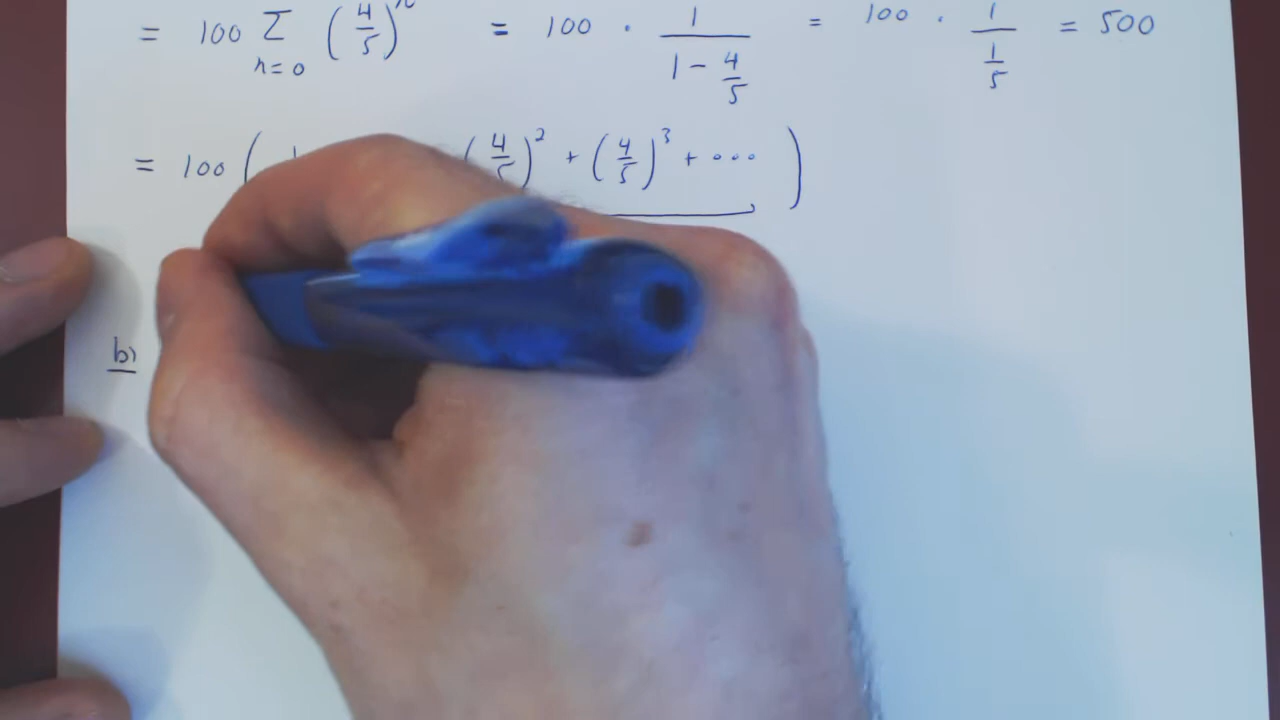 = 100 Σ (4/5)^n = 100 · 1/(1 - 4/5) = 100 · 1/(1/5) = 500
n=0
= 100 ( 1 (4/5)^2 + (4/5)^3 + ··· )
b)